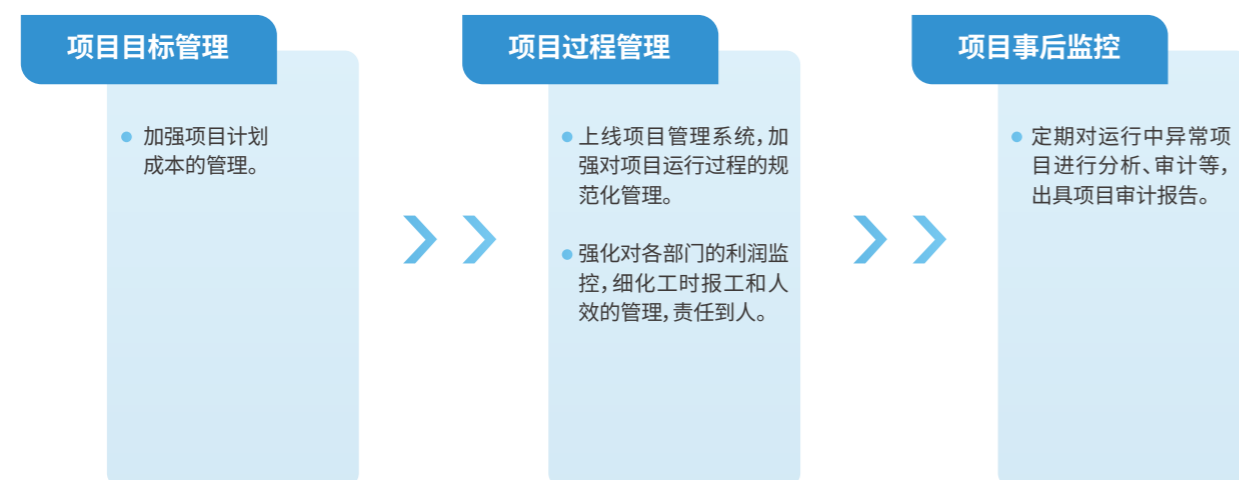 项目目标管理
加强项目计划
成本的管理。
项目过程管理
上线项目管理系统,加
强对项目运行过程的规
范化管理。
强化对各部门的利润监
控,细化工时报工和人
效的管理,责任到人。
项目事后监控
定期对运行中异常项
目进行分析、审计等,
出具项目审计报告。